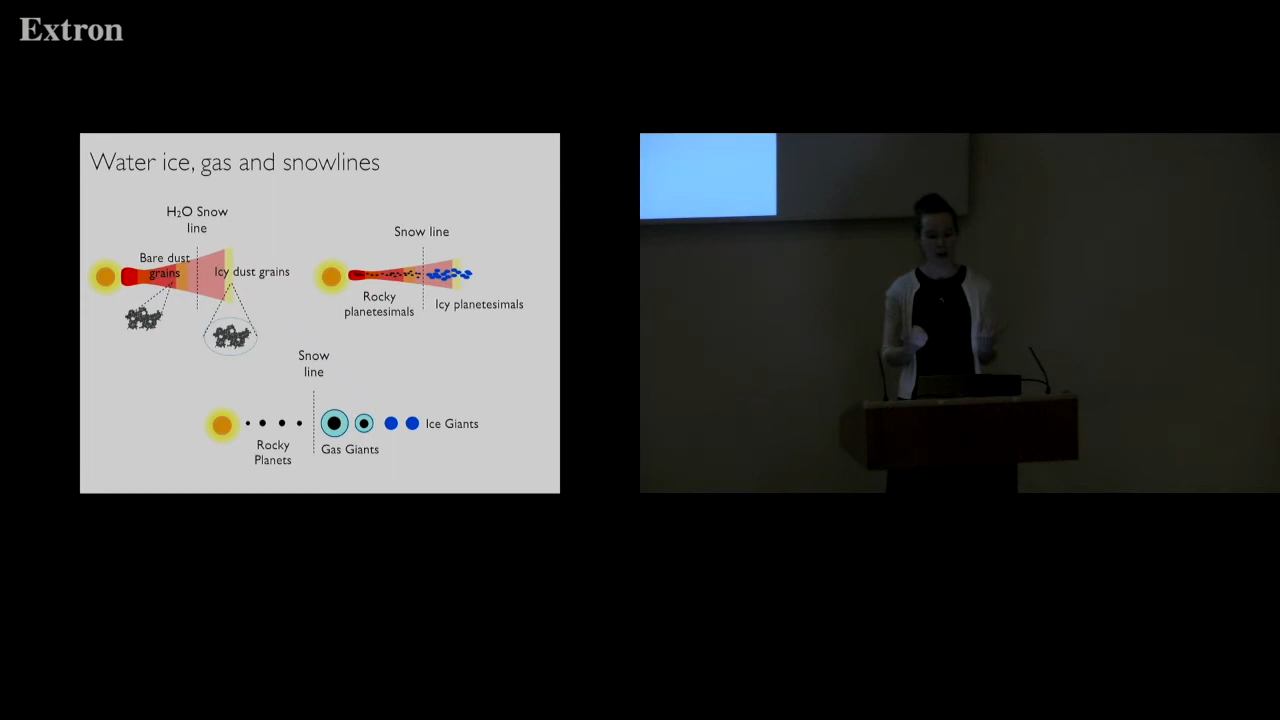 Extron
Water ice, gas and snowlines
H2O Snow
line
Bare dust
grains
Icy dust grains
Snow line
Rocky
planetesimals
Icy planetesimals
Snow
line
Ice Giants
Gas Giants
Rocky
Planets